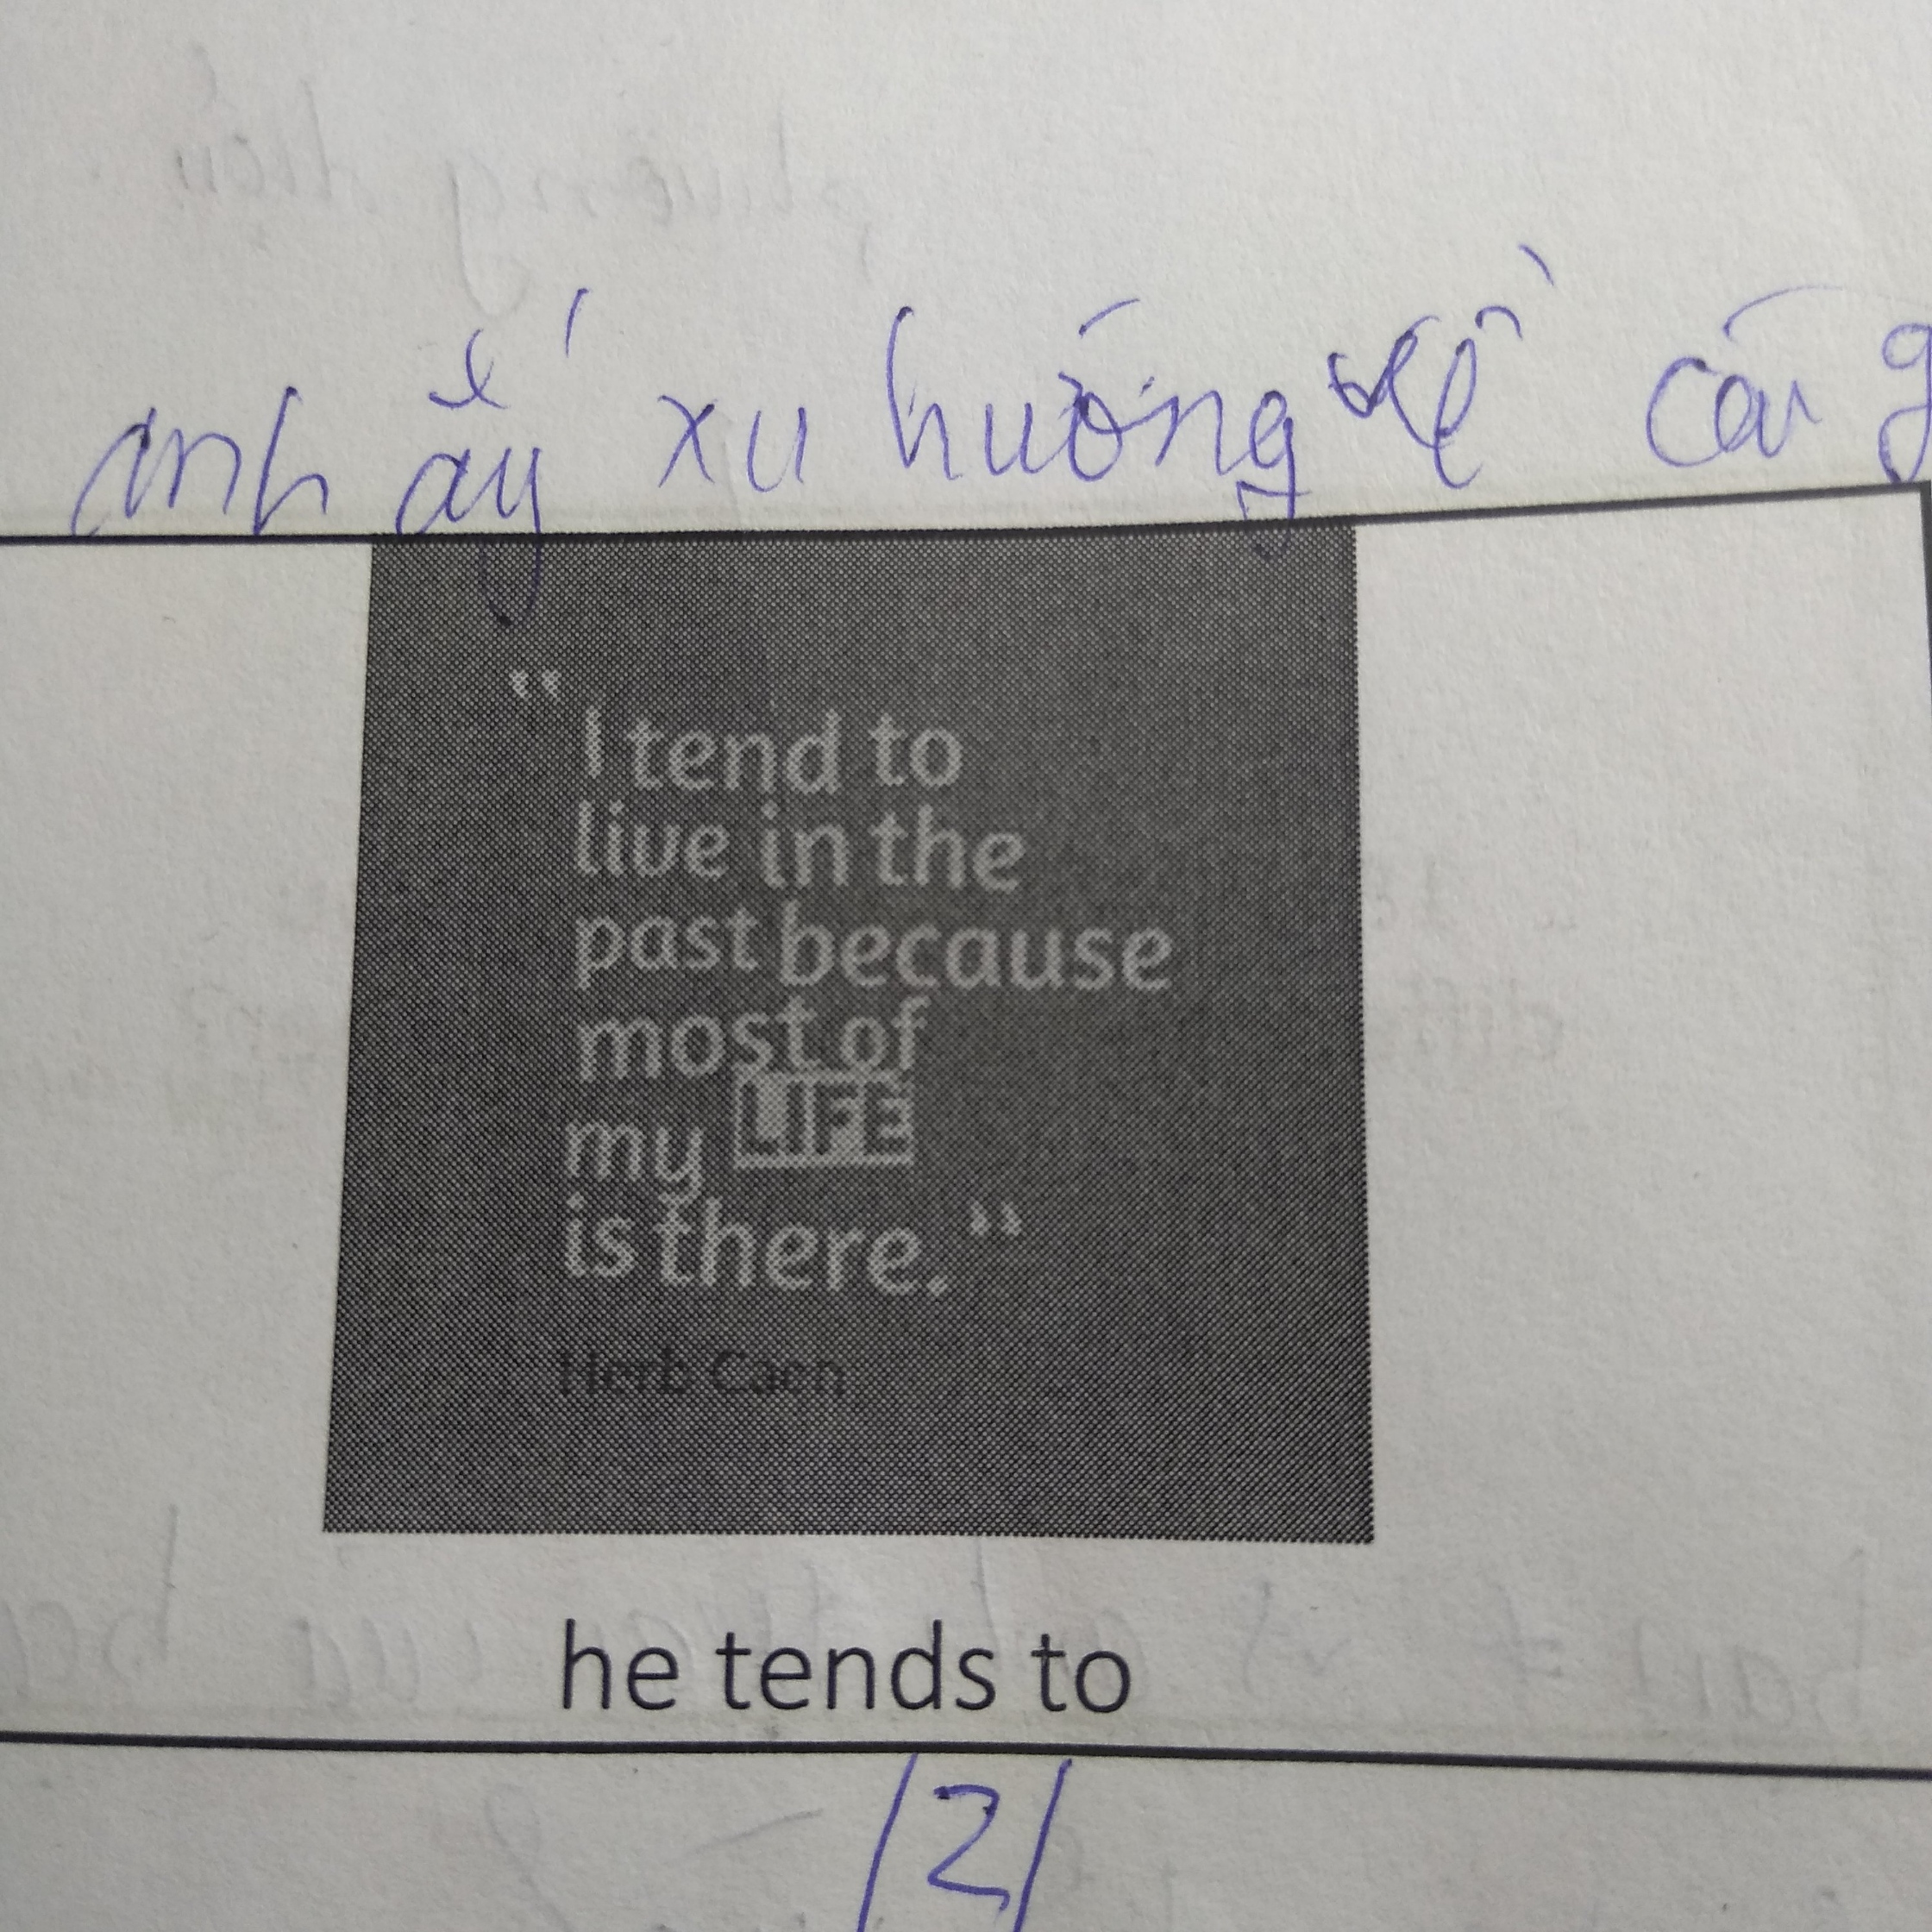 anh ấy xu hướng về cái g
“I tend to
live in the
past because
most of
my LIFE
is there.”
Herb Caen
he tends to
/2/